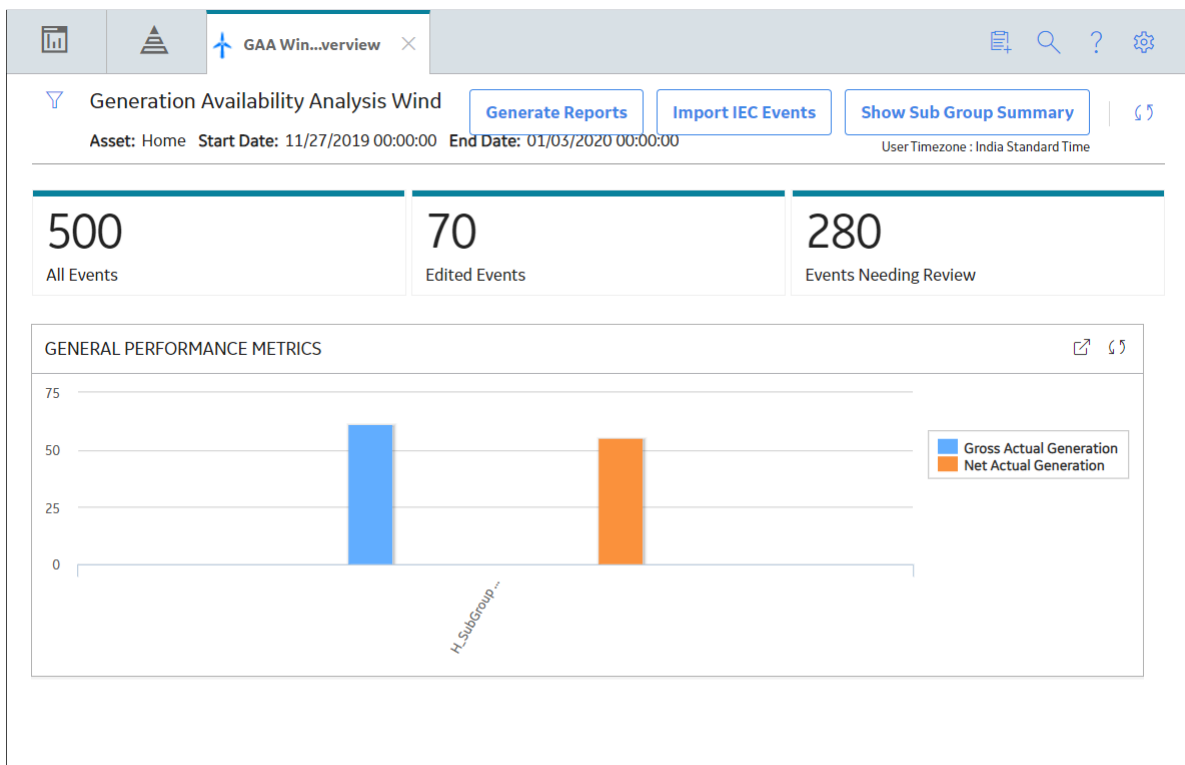 GAA Win...verview
Generation Availability Analysis Wind
Generate Reports
Import IEC Events
Show Sub Group Summary
Asset: Home Start Date: 11/27/2019 00:00:00 End Date: 01/03/2020 00:00:00
User Timezone : India Standard Time
500
All Events
70
Edited Events
280
Events Needing Review
GENERAL PERFORMANCE METRICS
75
50
25
0
H_SubGroup ...
Gross Actual Generation
Net Actual Generation